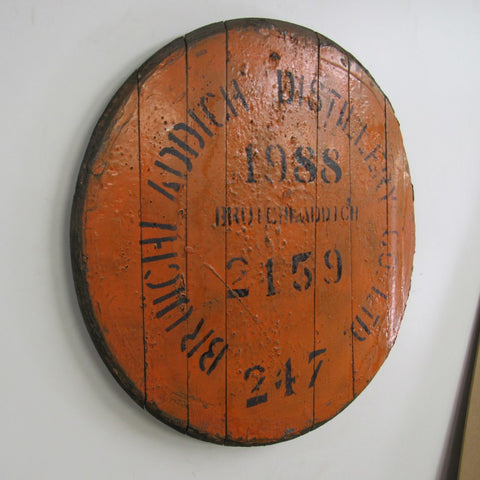 BRUICHLADDICH DISTILLERY CO. LTD.
1988
BRUICHLADDICH
2159
247